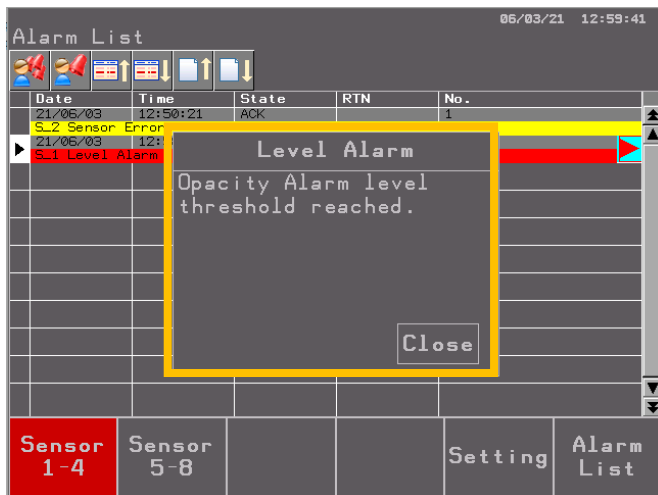 06/03/21 12:59:41
Alarm List
Date Time State RTN No.
21/06/03 12:50:21 ACK 1
S_2 Sensor Error
21/06/03 12:
S_1 Level Alarm
Level Alarm
Opacity Alarm level
threshold reached.
Close
Sensor
1-4
Sensor
5-8
Setting
Alarm
List